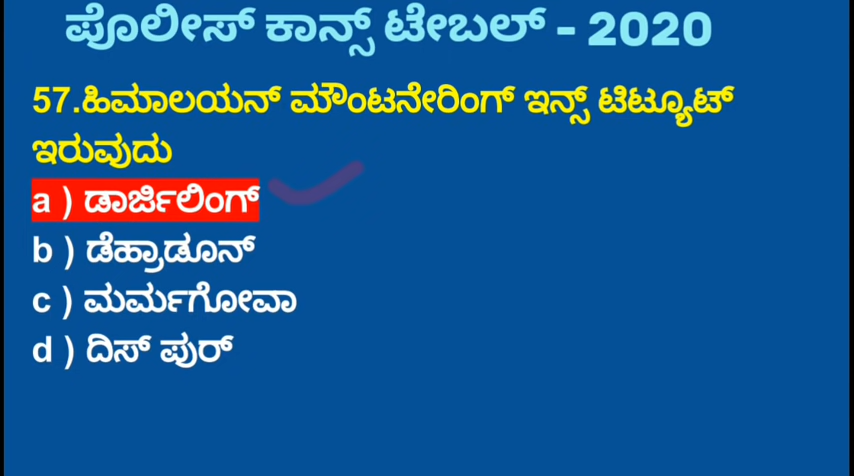 ಪೊಲೀಸ್ ಕಾನ್ಸ್ ಟೇಬಲ್ - 2020
57.ಹಿಮಾಲಯನ್ ಮೌಂಟನೇರಿಂಗ್ ಇನ್ಸ್ ಟಿಟ್ಯೂಟ್
ಇರುವುದು
a ) ಡಾರ್ಜಿಲಿಂಗ್
b ) ಡೆಹ್ರಾಡೂನ್
c ) ಮರ್ಮಗೋವಾ
d ) ದಿಸ್ ಪುರ್